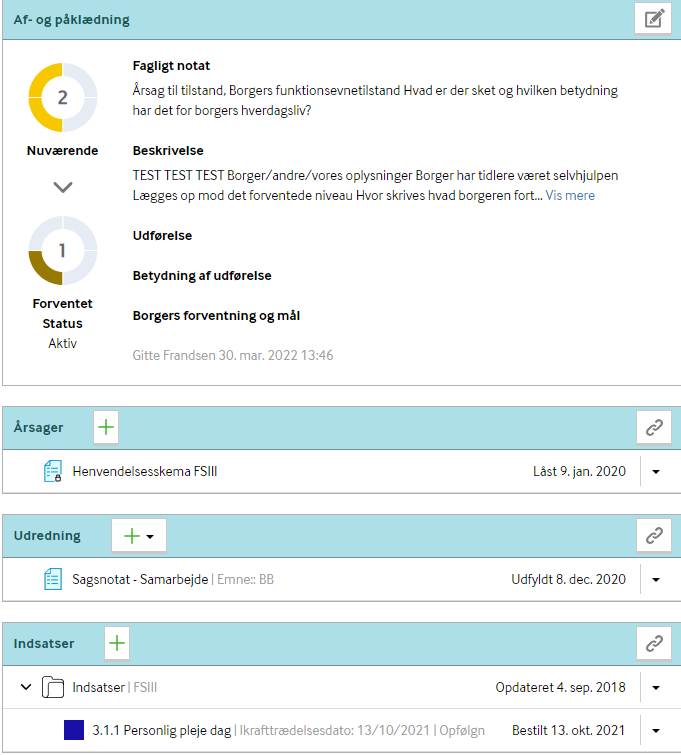 Af- og påklædning
2
Nuværende
1
Forventet
Status
Aktiv
Fagligt notat
Årsag til tilstand, Borgers funktionsevnetilstand Hvad er der sket og hvilken betydning
har det for borgers hverdagsliv?
Beskrivelse
TEST TEST TEST Borger/andre/vores oplysninger Borger har tidlere været selvhjulpen
Lægges op mod det forventede niveau Hvor skrives hvad borgeren fort... Vis mere
Udførelse
Betydning af udførelse
Borgers forventning og mål
Gitte Frandsen 30. mar. 2022 13:46
Årsager
Henvendelsesskema FSIII Låst 9. jan. 2020
Udredning
Sagsnotat - Samarbejde | Emne:: BB Udfyldt 8. dec. 2020
Indsatser
Indsatser | FSIII Opdateret 4. sep. 2018
3.1.1 Personlig pleje dag | Ikrafttrædelsesdato: 13/10/2021 | Opfølgn Bestilt 13. okt. 2021